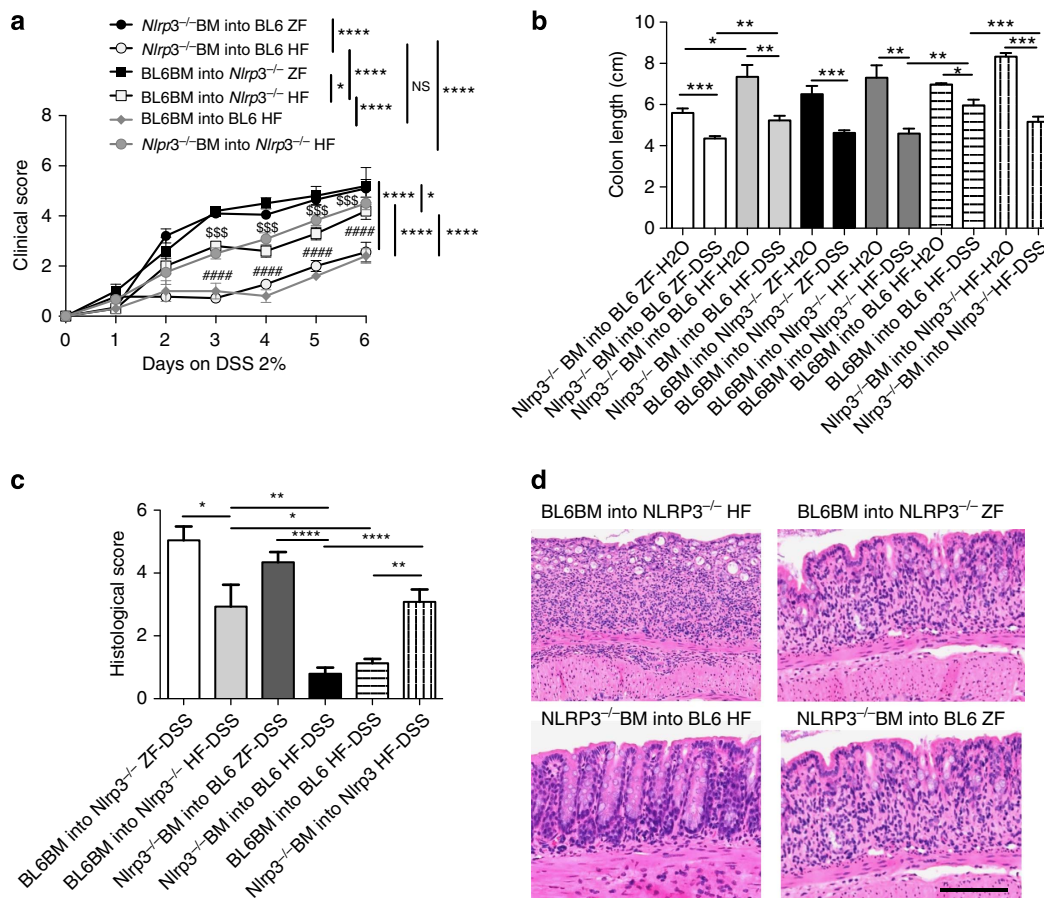 a
Nlrp3–/–BM into BL6 ZF
Nlrp3–/–BM into BL6 HF
BL6BM into Nlrp3–/– ZF
BL6BM into Nlrp3–/– HF
BL6BM into BL6 HF
Nlpr3–/–BM into Nlrp3–/– HF
****
****
*
****
NS
****
Clinical score
8
6
4
2
0
$$$
$$$
$$$
$$$
####
####
####
####
****
*
****
****
0 1 2 3 4 5 6
Days on DSS 2%
b
Colon length (cm)
10
8
6
4
2
0
***
*
**
**
***
**
**
*
***
***
Nlrp3–/– BM into BL6 ZF-H2O
Nlrp3–/– BM into BL6 ZF-DSS
Nlrp3–/– BM into BL6 HF-H2O
Nlrp3–/– BM into BL6 HF-DSS
BL6BM into Nlrp3–/– ZF-H2O
BL6BM into Nlrp3–/– ZF-DSS
BL6BM into Nlrp3–/– HF-H2O
BL6BM into Nlrp3–/– HF-DSS
BL6BM into BL6 HF-H2O
BL6BM into BL6 HF-DSS
Nlrp3–/–BM into Nlrp3–/–HF-H2O
Nlrp3–/–BM into Nlrp3–/–HF-DSS
c
Histological score
6
4
2
0
*
**
*
****
****
**
BL6BM into Nlrp3–/– ZF-DSS
BL6BM into Nlrp3–/– HF-DSS
Nlrp3–/–BM into BL6 ZF-DSS
Nlrp3–/–BM into BL6 HF-DSS
BL6BM into BL6 HF-DSS
Nlrp3–/–BM into Nlrp3 HF-DSS
d
BL6BM into NLRP3–/– HF
BL6BM into NLRP3–/– ZF
NLRP3–/–BM into BL6 HF
NLRP3–/–BM into BL6 ZF